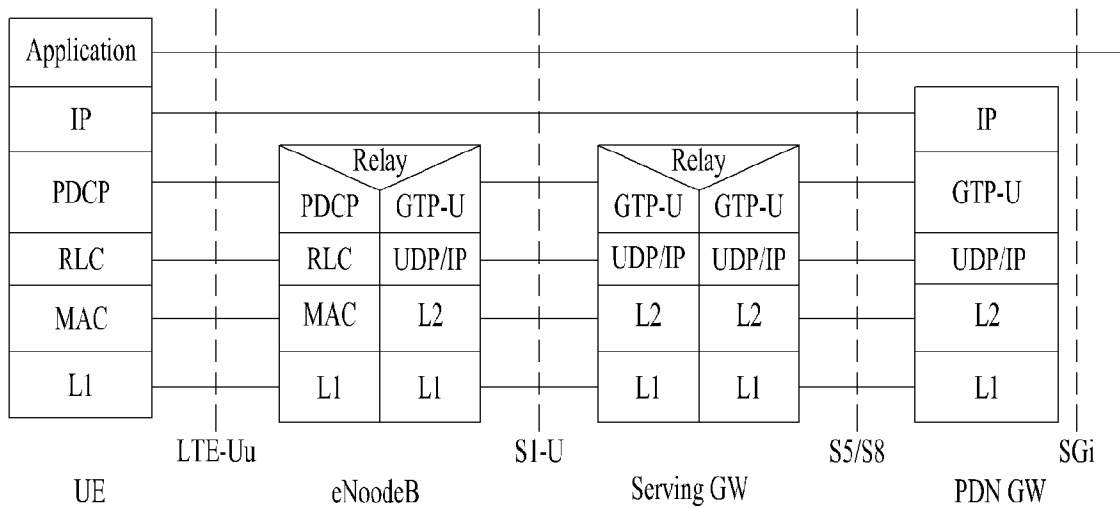 Application
IP
PDCP
RLC
MAC
L1
Relay
PDCP GTP-U
RLC UDP/IP
MAC L2
L1 L1
Relay
GTP-U GTP-U
UDP/IP UDP/IP
L2 L2
L1 L1
IP
GTP-U
UDP/IP
L2
L1
LTE-Uu S1-U S5/S8 SGi
UE eNoodeB Serving GW PDN GW